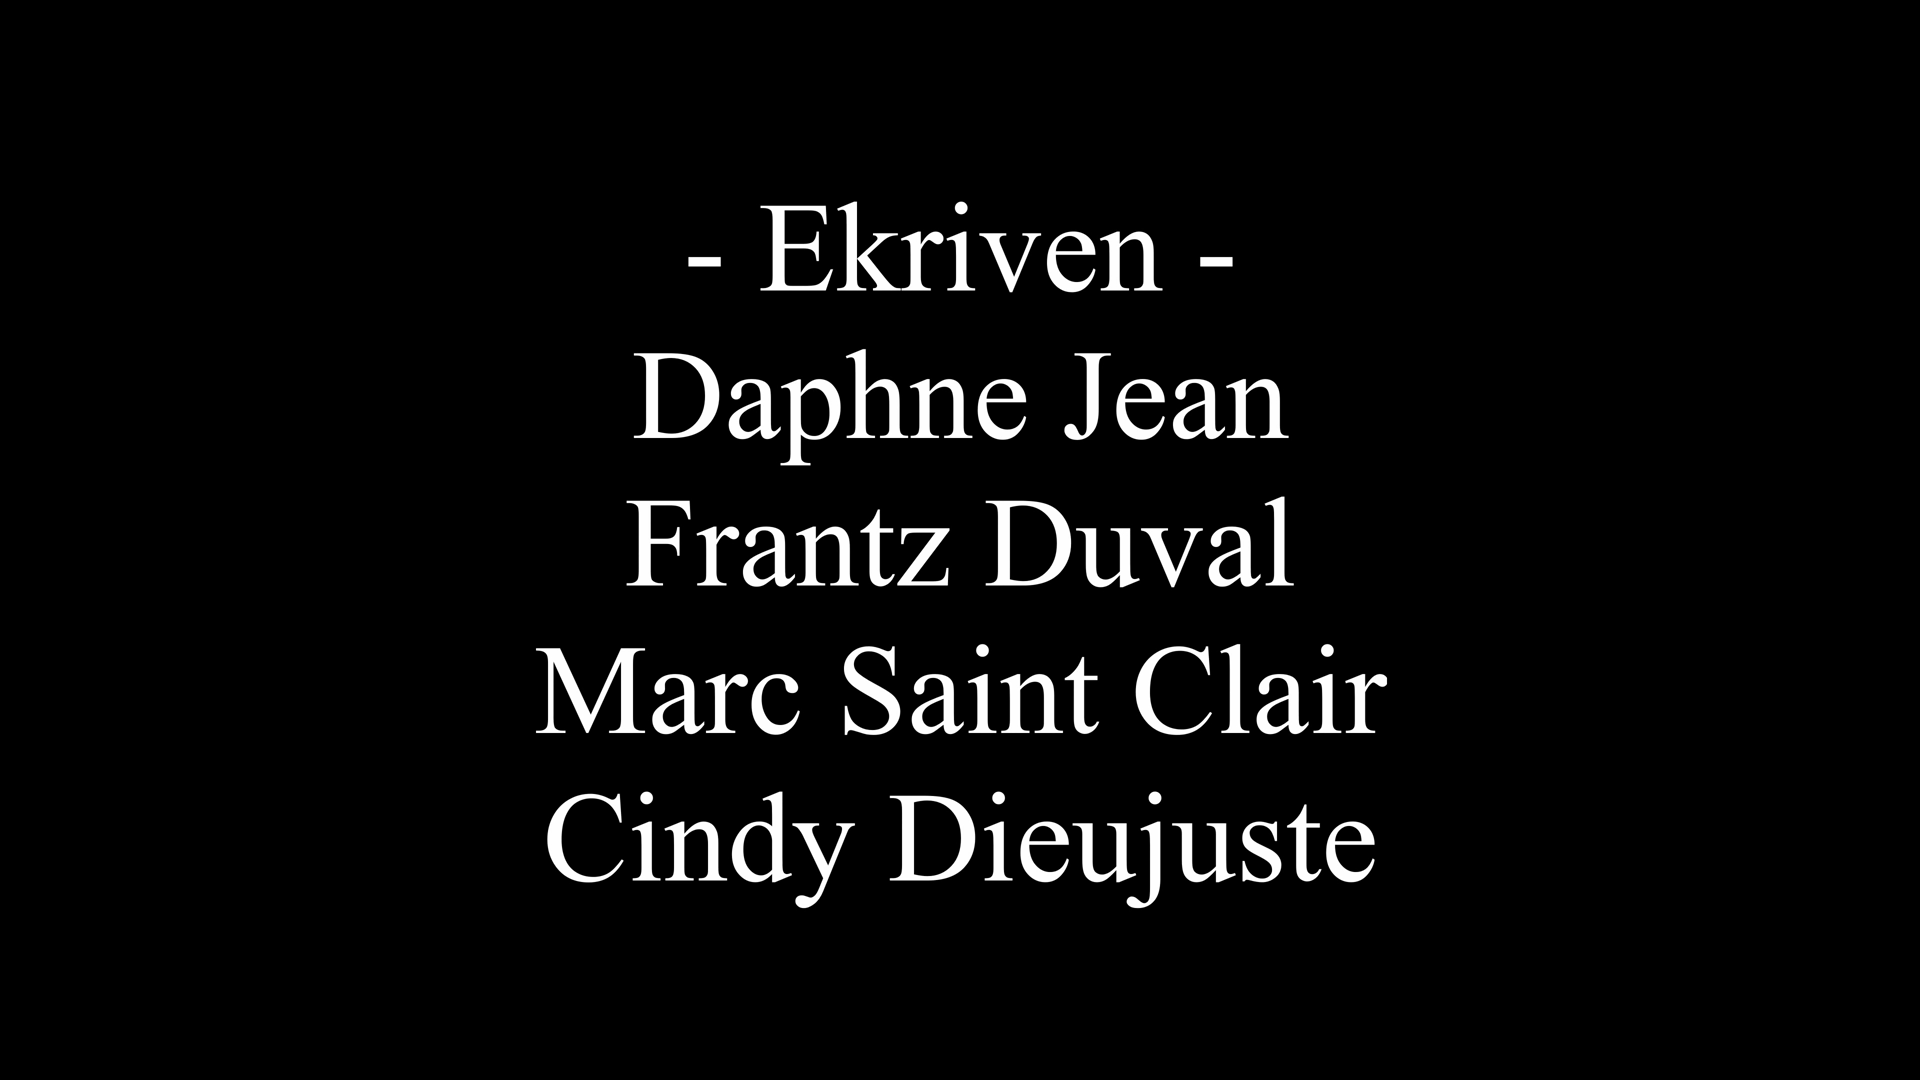 - Ekriven -
Daphne Jean
Frantz Duval
Marc Saint Clair
Cindy Dieujuste